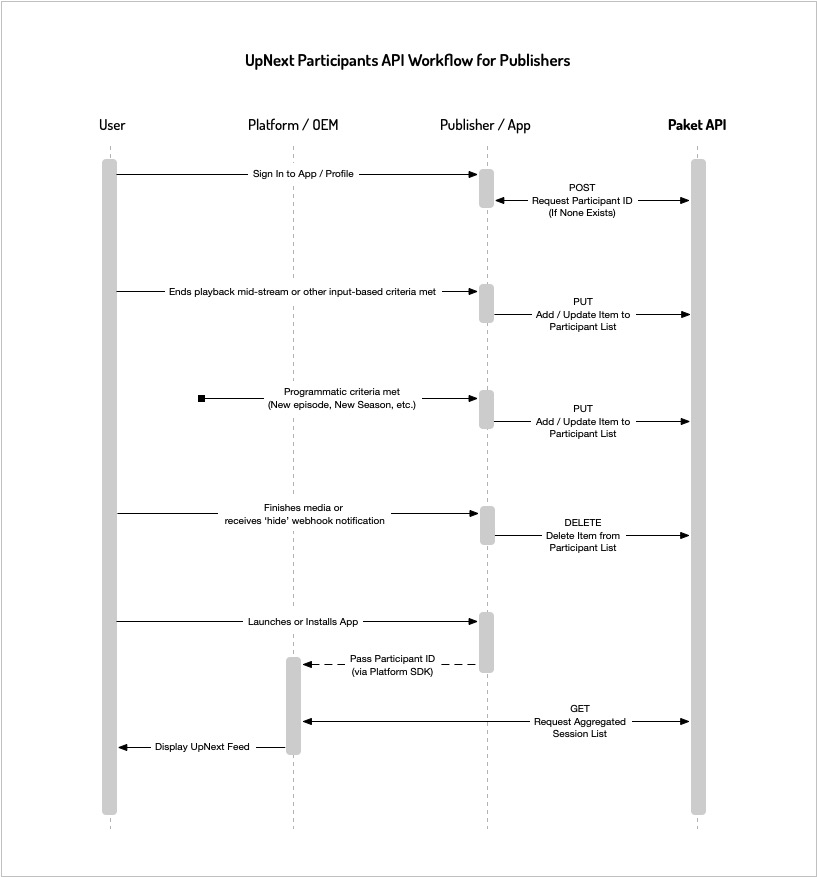 UpNext Participants API Workflow for Publishers
User
Platform / OEM
Publisher / App
Paket API
Sign In to App / Profile
POST
Request Participant ID
(If None Exists)
Ends playback mid-stream or other input-based criteria met
PUT
Add / Update Item to
Participant List
Programmatic criteria met
(New episode, New Season, etc.)
PUT
Add / Update Item to
Participant List
Finishes media or
receives ‘hide’ webhook notification
DELETE
Delete Item from
Participant List
Launches or Installs App
Pass Participant ID
(via Platform SDK)
GET
Request Aggregated
Session List
Display UpNext Feed